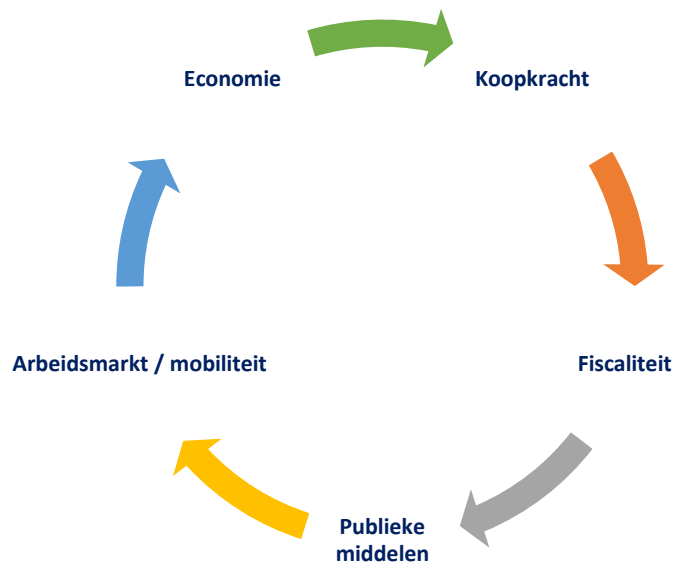 Economie
Koopkracht
Arbeidsmarkt / mobiliteit
Fiscaliteit
Publieke
middelen